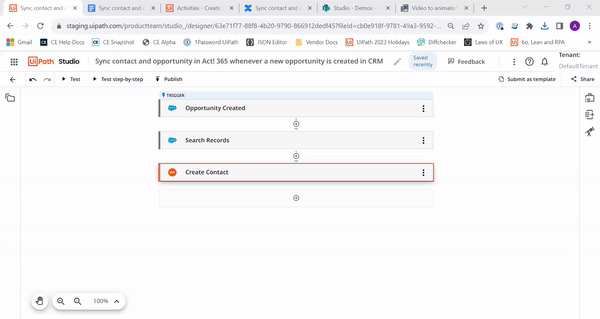 Sync contact and
Sync contact and
Activities - Create
Sync contact and
Studio - Demos -
Video to animate
A
staging.uipath.com/productteam/studio_/designer/63e71f77-88f8-4b20-9790-866912dedf45?fileId=cb0e918f-9781-49a3-9592-...
Gmail
CE Help Docs
CE Snapshot
CE Alpha
1Password UiPath
JSON Editor
Vendor Docs
UiPath 2023 Holidays
Diffchecker
Laws of UX
6σ, Lean and RPA
UiPath Studio
Sync contact and opportunity in Act! 365 whenever a new opportunity is created in CRM
Saved recently
Feedback
Tenant:
DefaultTenant
Test
Test step-by-step
Publish
Submit as template
Share
TRIGGER
Opportunity Created
Search Records
Create Contact
100%